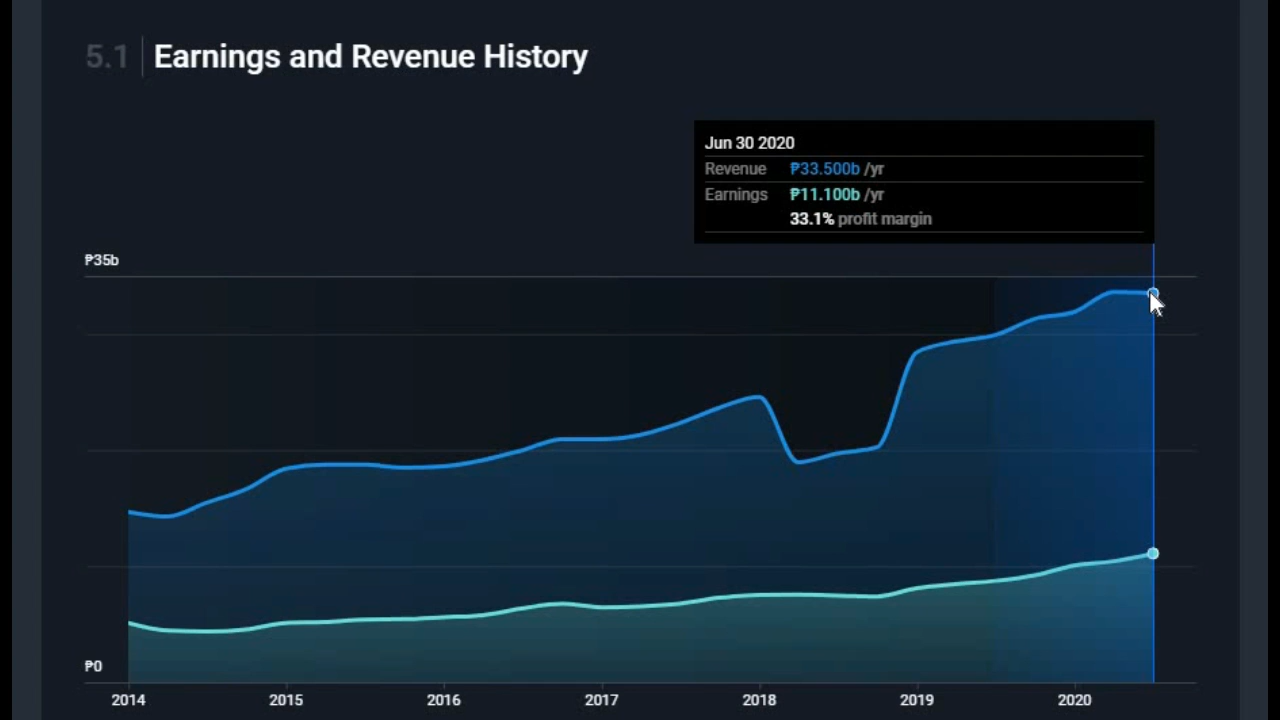 5.1 Earnings and Revenue History
Jun 30 2020
Revenue ₱33.500b /yr
Earnings ₱11.100b /yr
33.1% profit margin
₱35b
₱0
2014 2015 2016 2017 2018 2019 2020